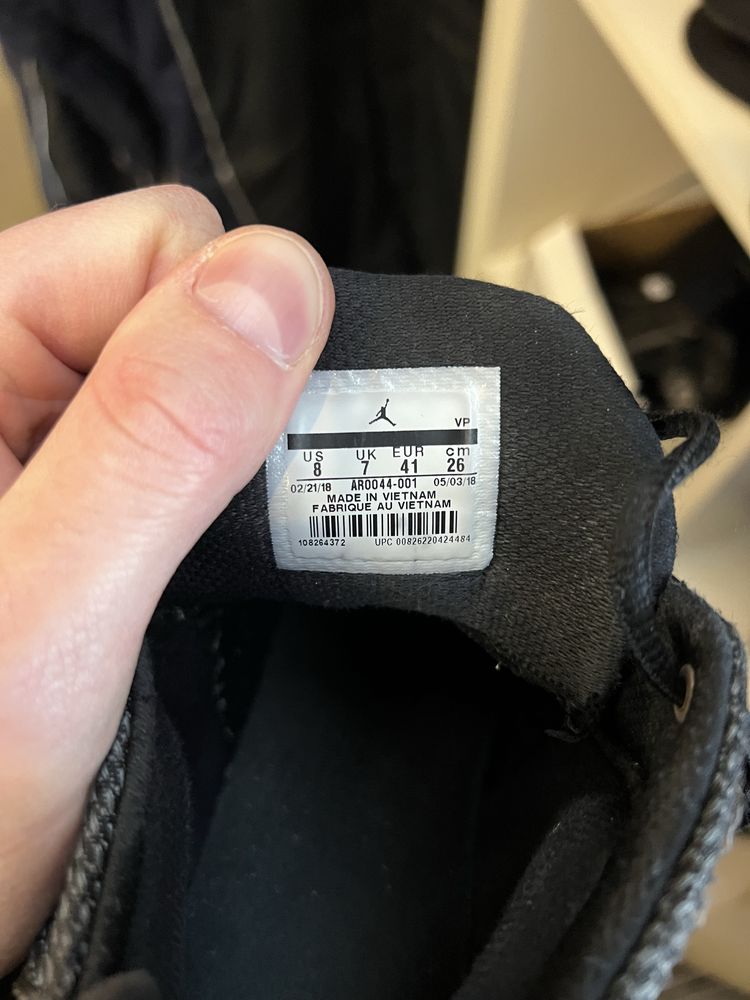 VP
US UK EUR cm
8 7 41 26
02/21/18 AR0044-001 05/03/18
MADE IN VIETNAM
FABRIQUE AU VIETNAM
108264372 UPC 00826220424484